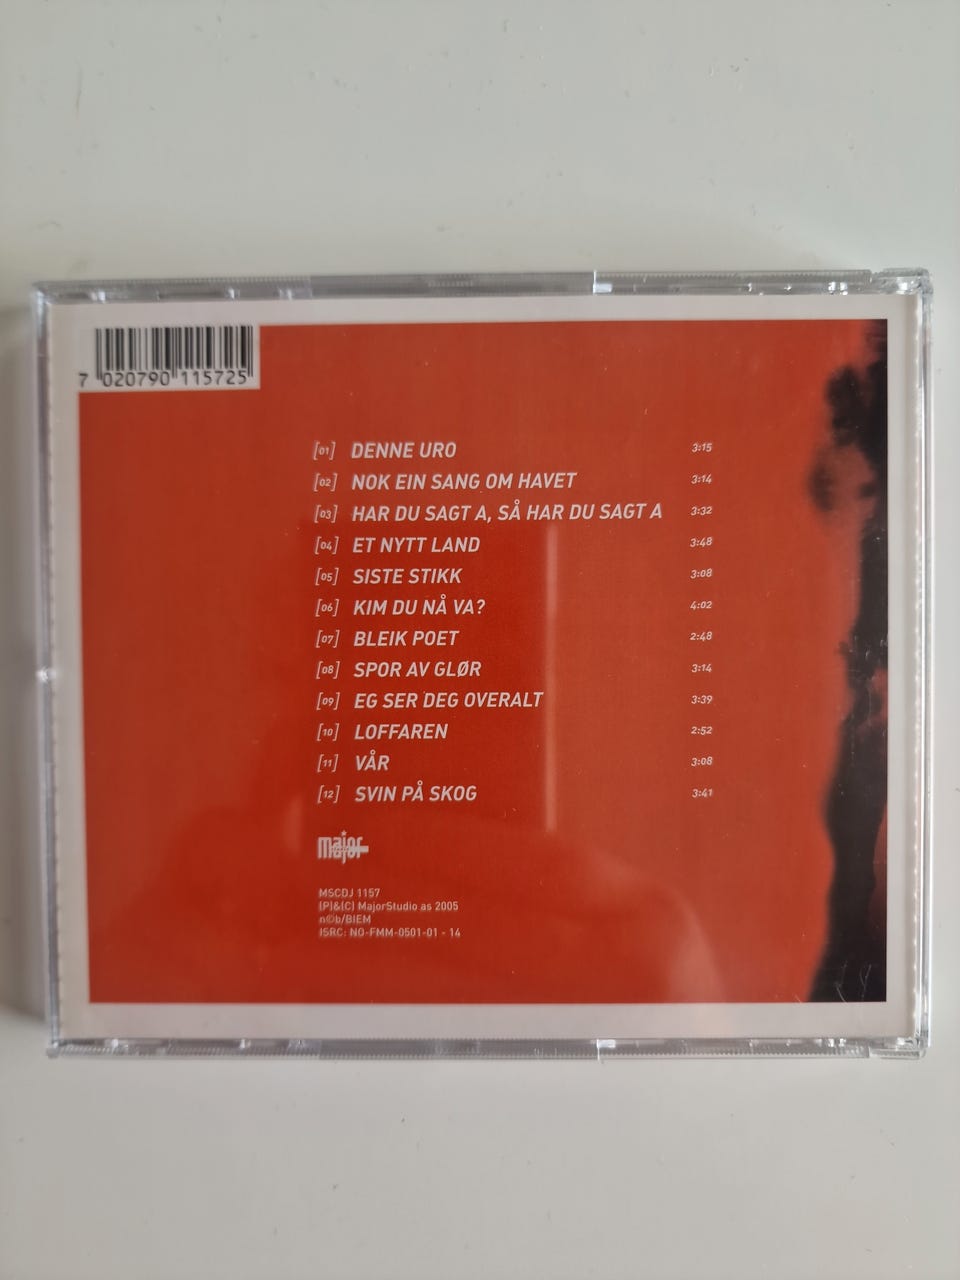 7 020790 115725
[01] DENNE URO 3:15
[02] NOK EIN SANG OM HAVET 3:14
[03] HAR DU SAGT A, SÅ HAR DU SAGT A 3:32
[04] ET NYTT LAND 3:48
[05] SISTE STIKK 3:08
[06] KIM DU NÅ VA? 4:02
[07] BLEIK POET 2:48
[08] SPOR AV GLØR 3:14
[09] EG SER DEG OVERALT 3:39
[10] LOFFAREN 2:52
[11] VÅR 3:08
[12] SVIN PÅ SKOG 3:41
major
major
MSCDJ 1157
(P)&(C) MajorStudio as 2005
n©b/BIEM
ISRC: NO-FMM-0501-01 - 14